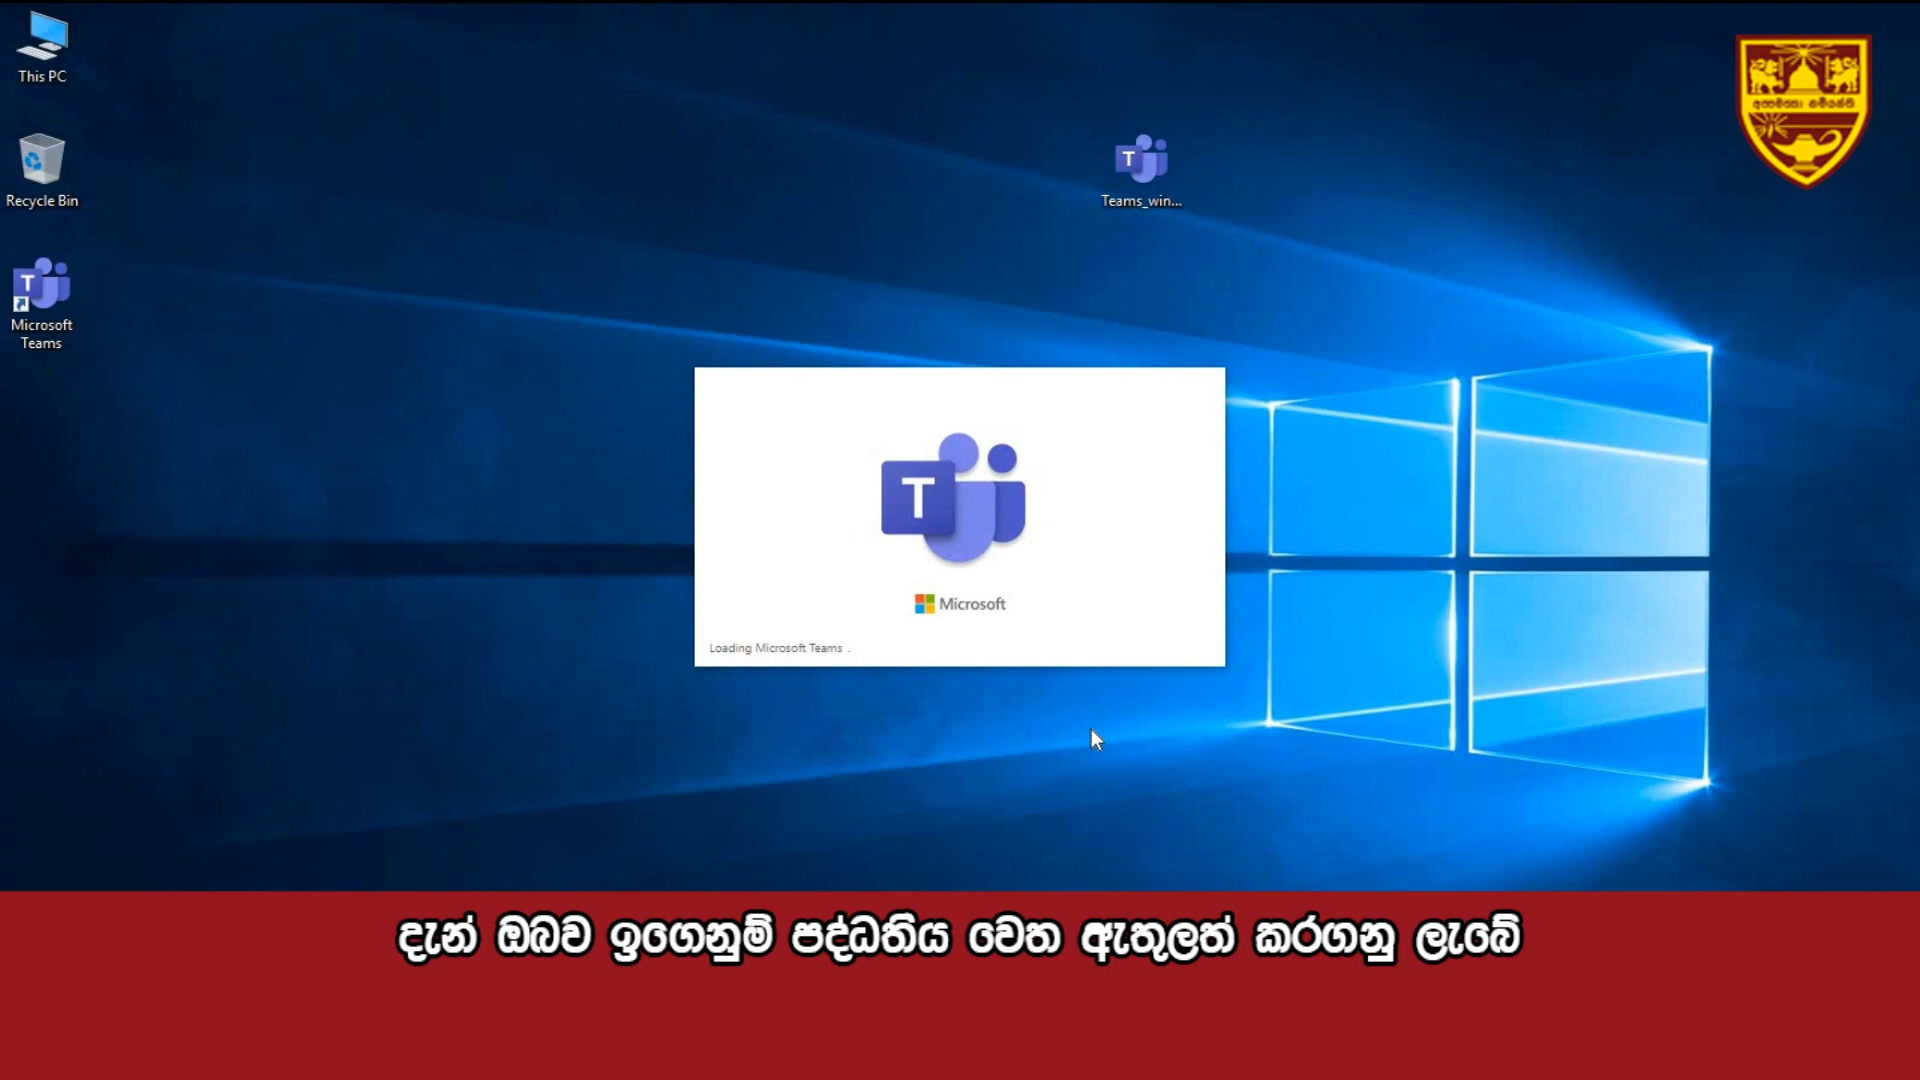 This PC
Recycle Bin
Microsoft
Teams
Teams_win...
T
Microsoft
Loading Microsoft Teams .
දැන් ඔබව ඉගෙනුම් පද්ධතිය වෙත ඇතුලත් කරගනු ලැබේ